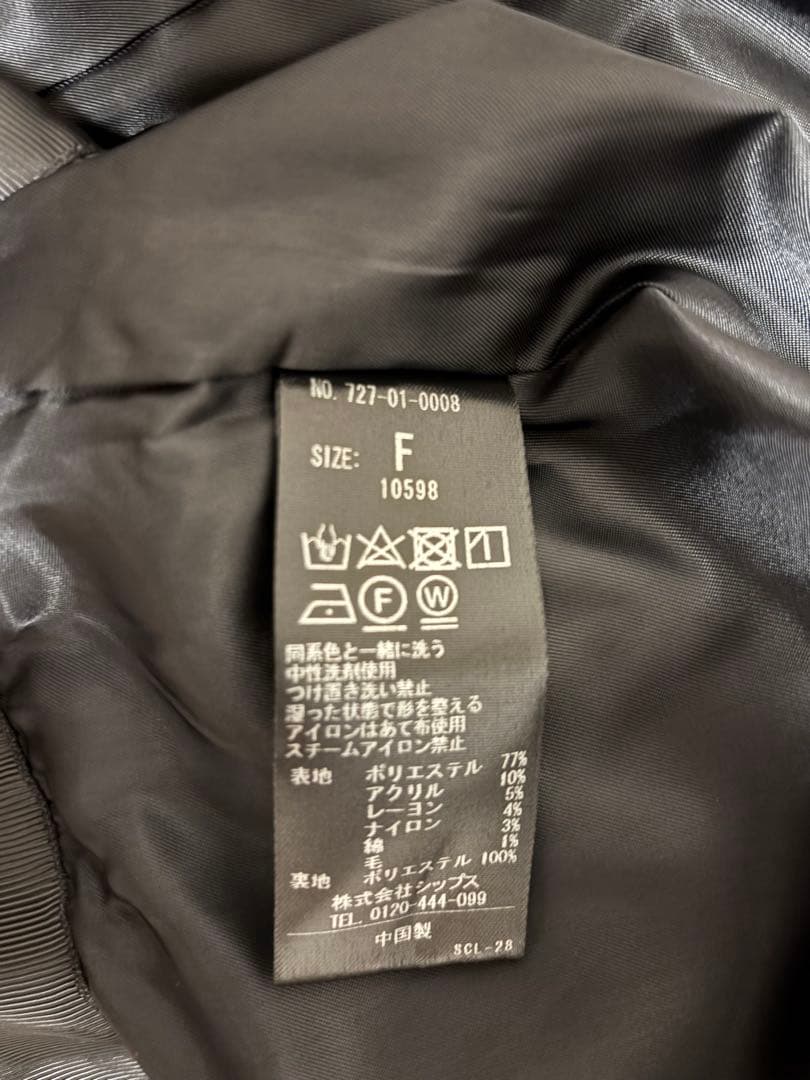 NO. 727-01-0008
SIZE: F
10598
F W
同系色と一緒に洗う
中性洗剤使用
つけ置き洗い禁止
湿った状態で形を整える
アイロンはあて布使用
スチームアイロン禁止
表地 ポリエステル 77%
アクリル 10%
レーヨン 5%
ナイロン 4%
綿 3%
毛 1%
裏地 ポリエステル 100%
株式会社シップス
TEL. 0120-444-099
中国製
SCL-28